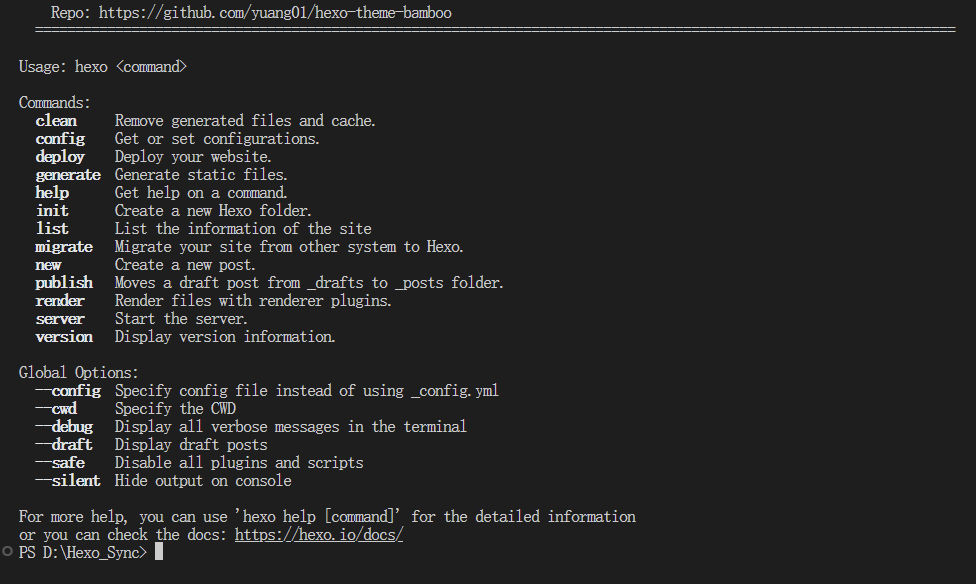 Repo: https://github.com/yuang01/hexo-theme-bamboo
================================================================================
Usage: hexo <command>
Commands:
clean Remove generated files and cache.
config Get or set configurations.
deploy Deploy your website.
generate Generate static files.
help Get help on a command.
init Create a new Hexo folder.
list List the information of the site
migrate Migrate your site from other system to Hexo.
new Create a new post.
publish Moves a draft post from _drafts to _posts folder.
render Render files with renderer plugins.
server Start the server.
version Display version information.
Global Options:
--config Specify config file instead of using _config.yml
--cwd Specify the CWD
--debug Display all verbose messages in the terminal
--draft Display draft posts
--safe Disable all plugins and scripts
--silent Hide output on console
For more help, you can use 'hexo help [command]' for the detailed information
or you can check the docs: https://hexo.io/docs/
PS D:\Hexo_Sync>